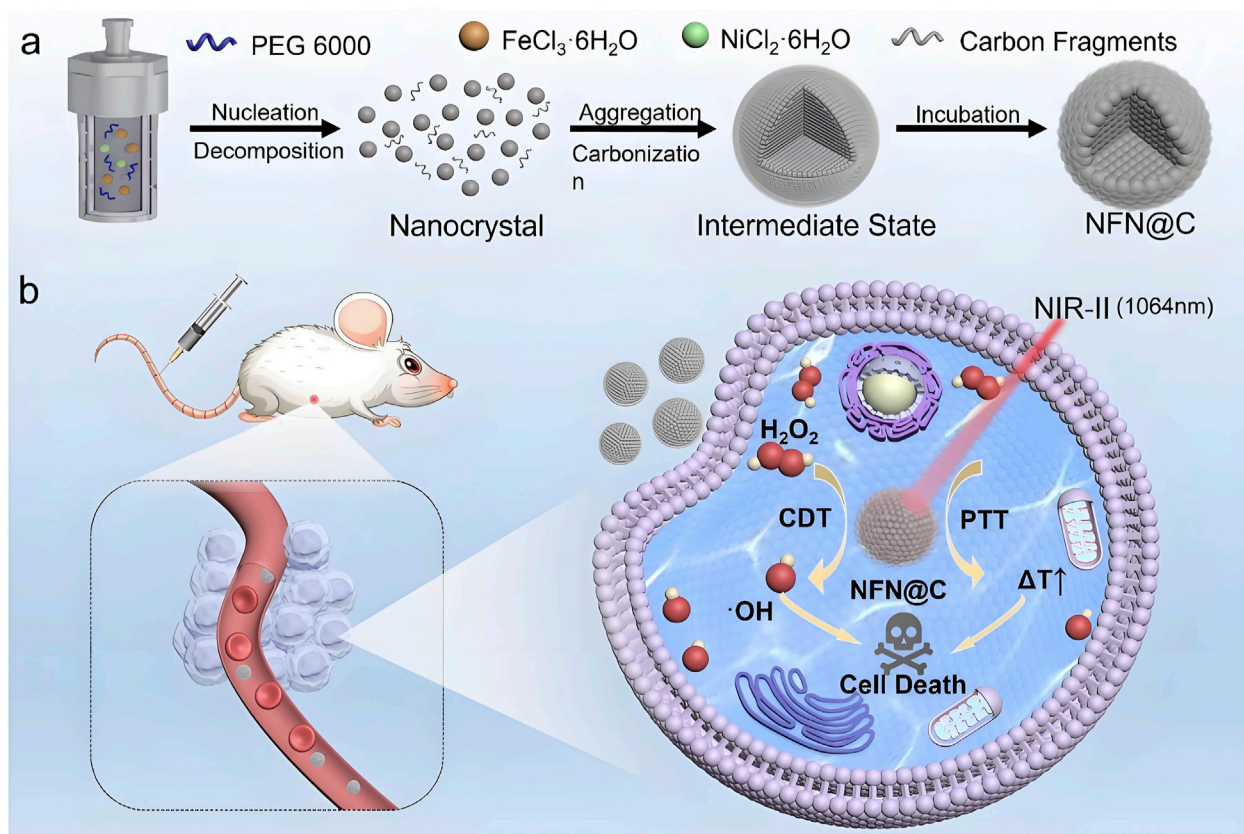 a
PEG 6000
FeCl₃·6H₂O
NiCl₂·6H₂O
Carbon Fragments
Nucleation
Decomposition
Aggregation
Carbonizatio
n
Incubation
Nanocrystal
Intermediate State
NFN@C
b
NIR-II (1064nm)
H₂O₂
CDT
PTT
NFN@C
ΔT↑
·OH
Cell Death